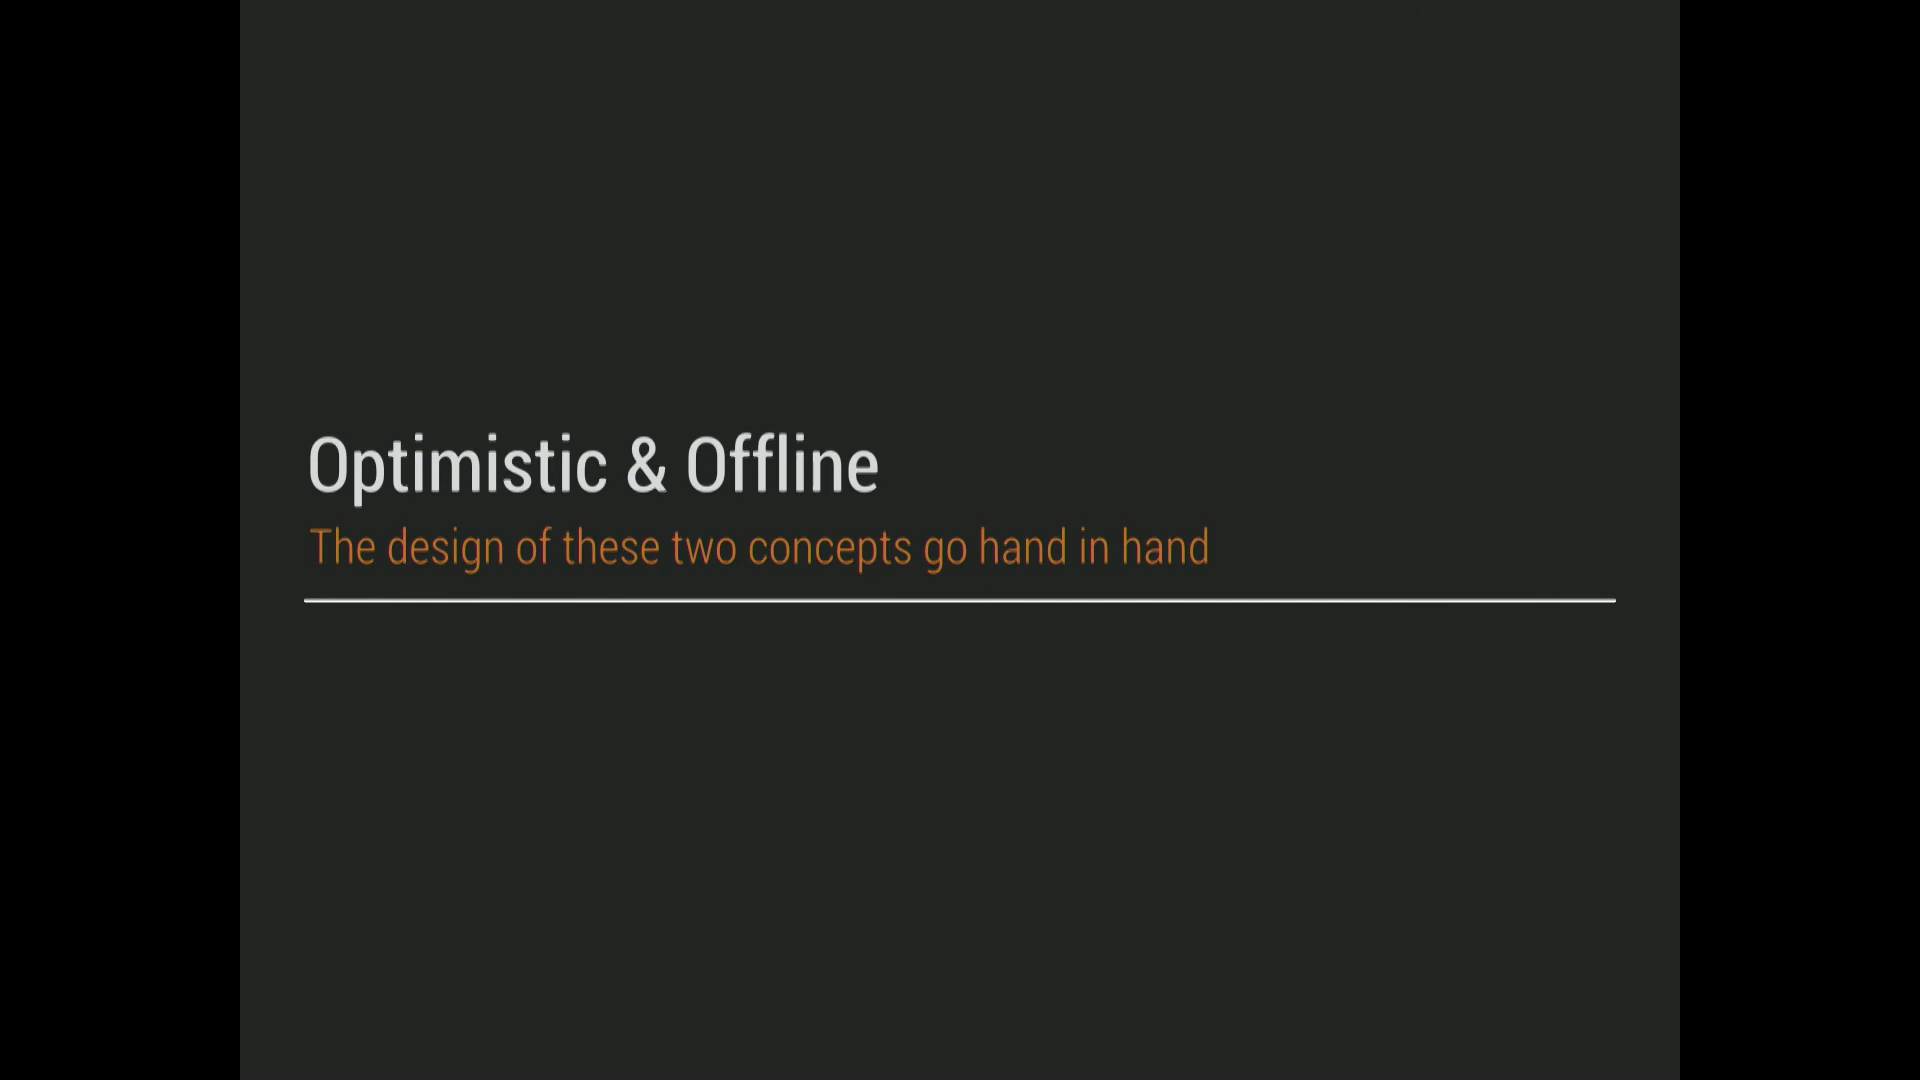 Optimistic & Offline
The design of these two concepts go hand in hand